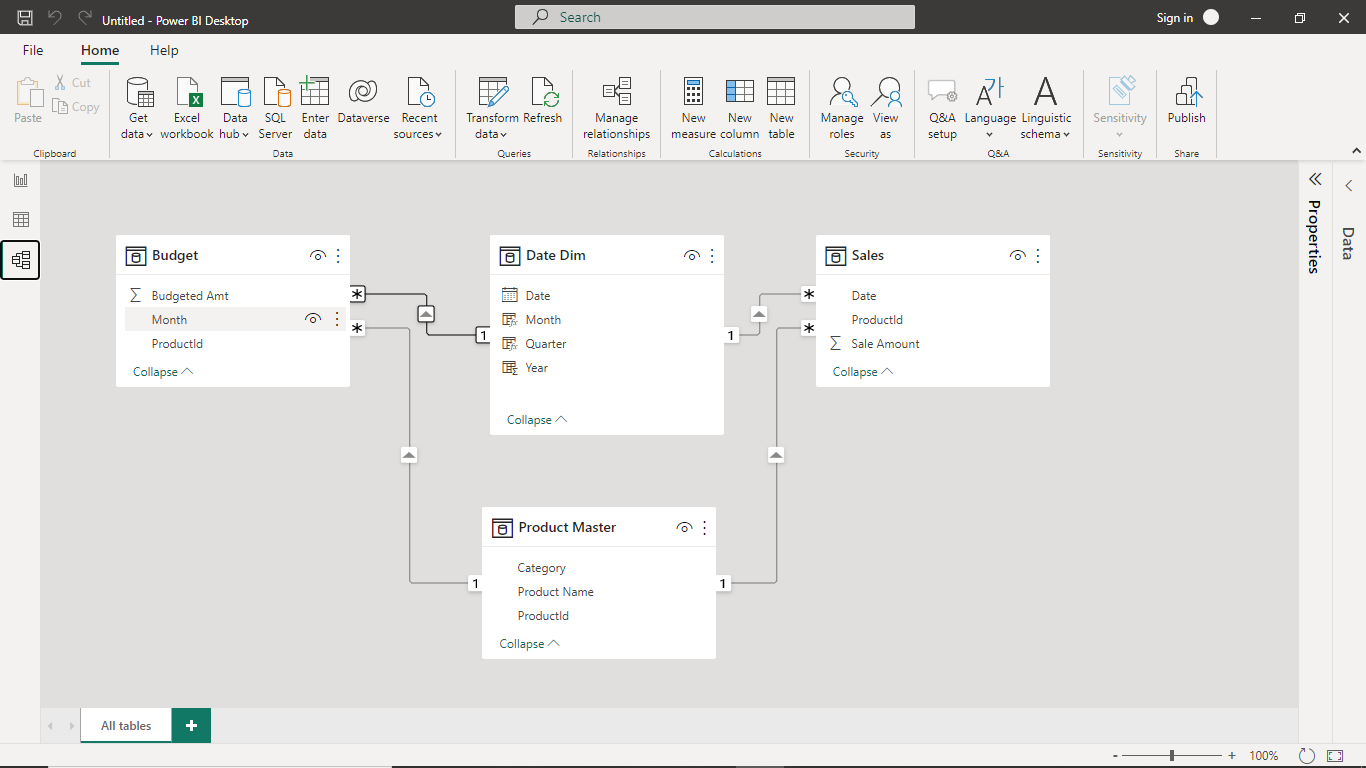 Untitled - Power BI Desktop
Search
Sign in
File Home Help
Paste
Cut
Copy
Clipboard
Get data
Excel workbook
Data hub
SQL Server
Enter data
Dataverse
Recent sources
Data
Transform data
Refresh
Queries
Manage relationships
Relationships
New measure
New column
New table
Calculations
Manage roles
View as
Security
Q&A setup
Language
Linguistic schema
Q&A
Sensitivity
Sensitivity
Publish
Share
Budget
Σ Budgeted Amt
Month
ProductId
Collapse
*
*
1
Date Dim
Date
Month
Quarter
Year
Collapse
1
*
*
Sales
Date
ProductId
Σ Sale Amount
Collapse
Product Master
Category
Product Name
ProductId
Collapse
1
1
Properties
Data
All tables
+
- + 100%